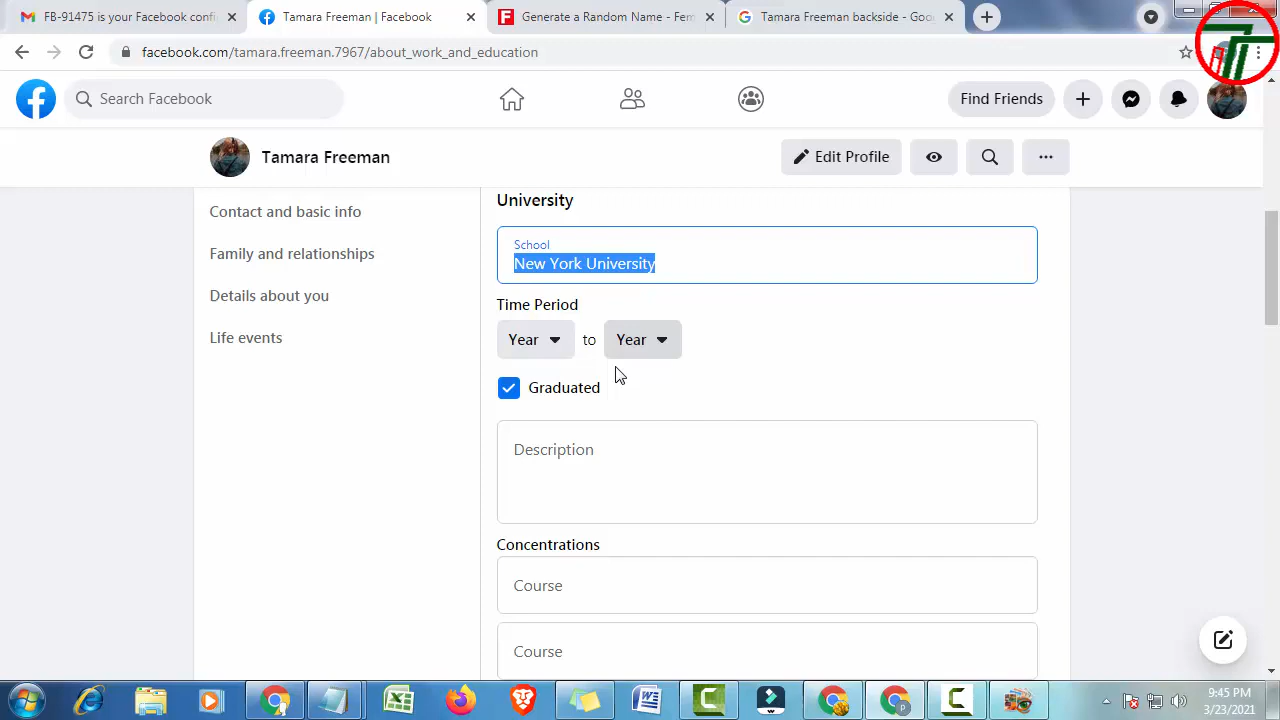 FB-91475 is your Facebook confi
Tamara Freeman | Facebook
a Random Name - Fem
Tamara Freeman backside - Go
facebook.com/tamara.freeman.7967/about_work_and_education
Search Facebook
Find Friends
Tamara Freeman
Edit Profile
Contact and basic info
Family and relationships
Details about you
Life events
University
School
New York University
Time Period
Year to Year
Graduated
Description
Concentrations
Course
Course
9:45 PM
3/23/2021